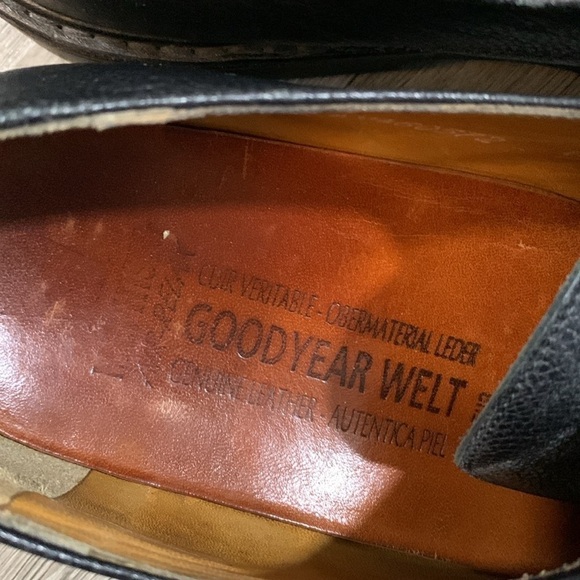 CUIR VERITABLE - OBERMATERIAL LEDER
GOODYEAR WELT
GENUINE LEATHER - AUTENTICA PIEL